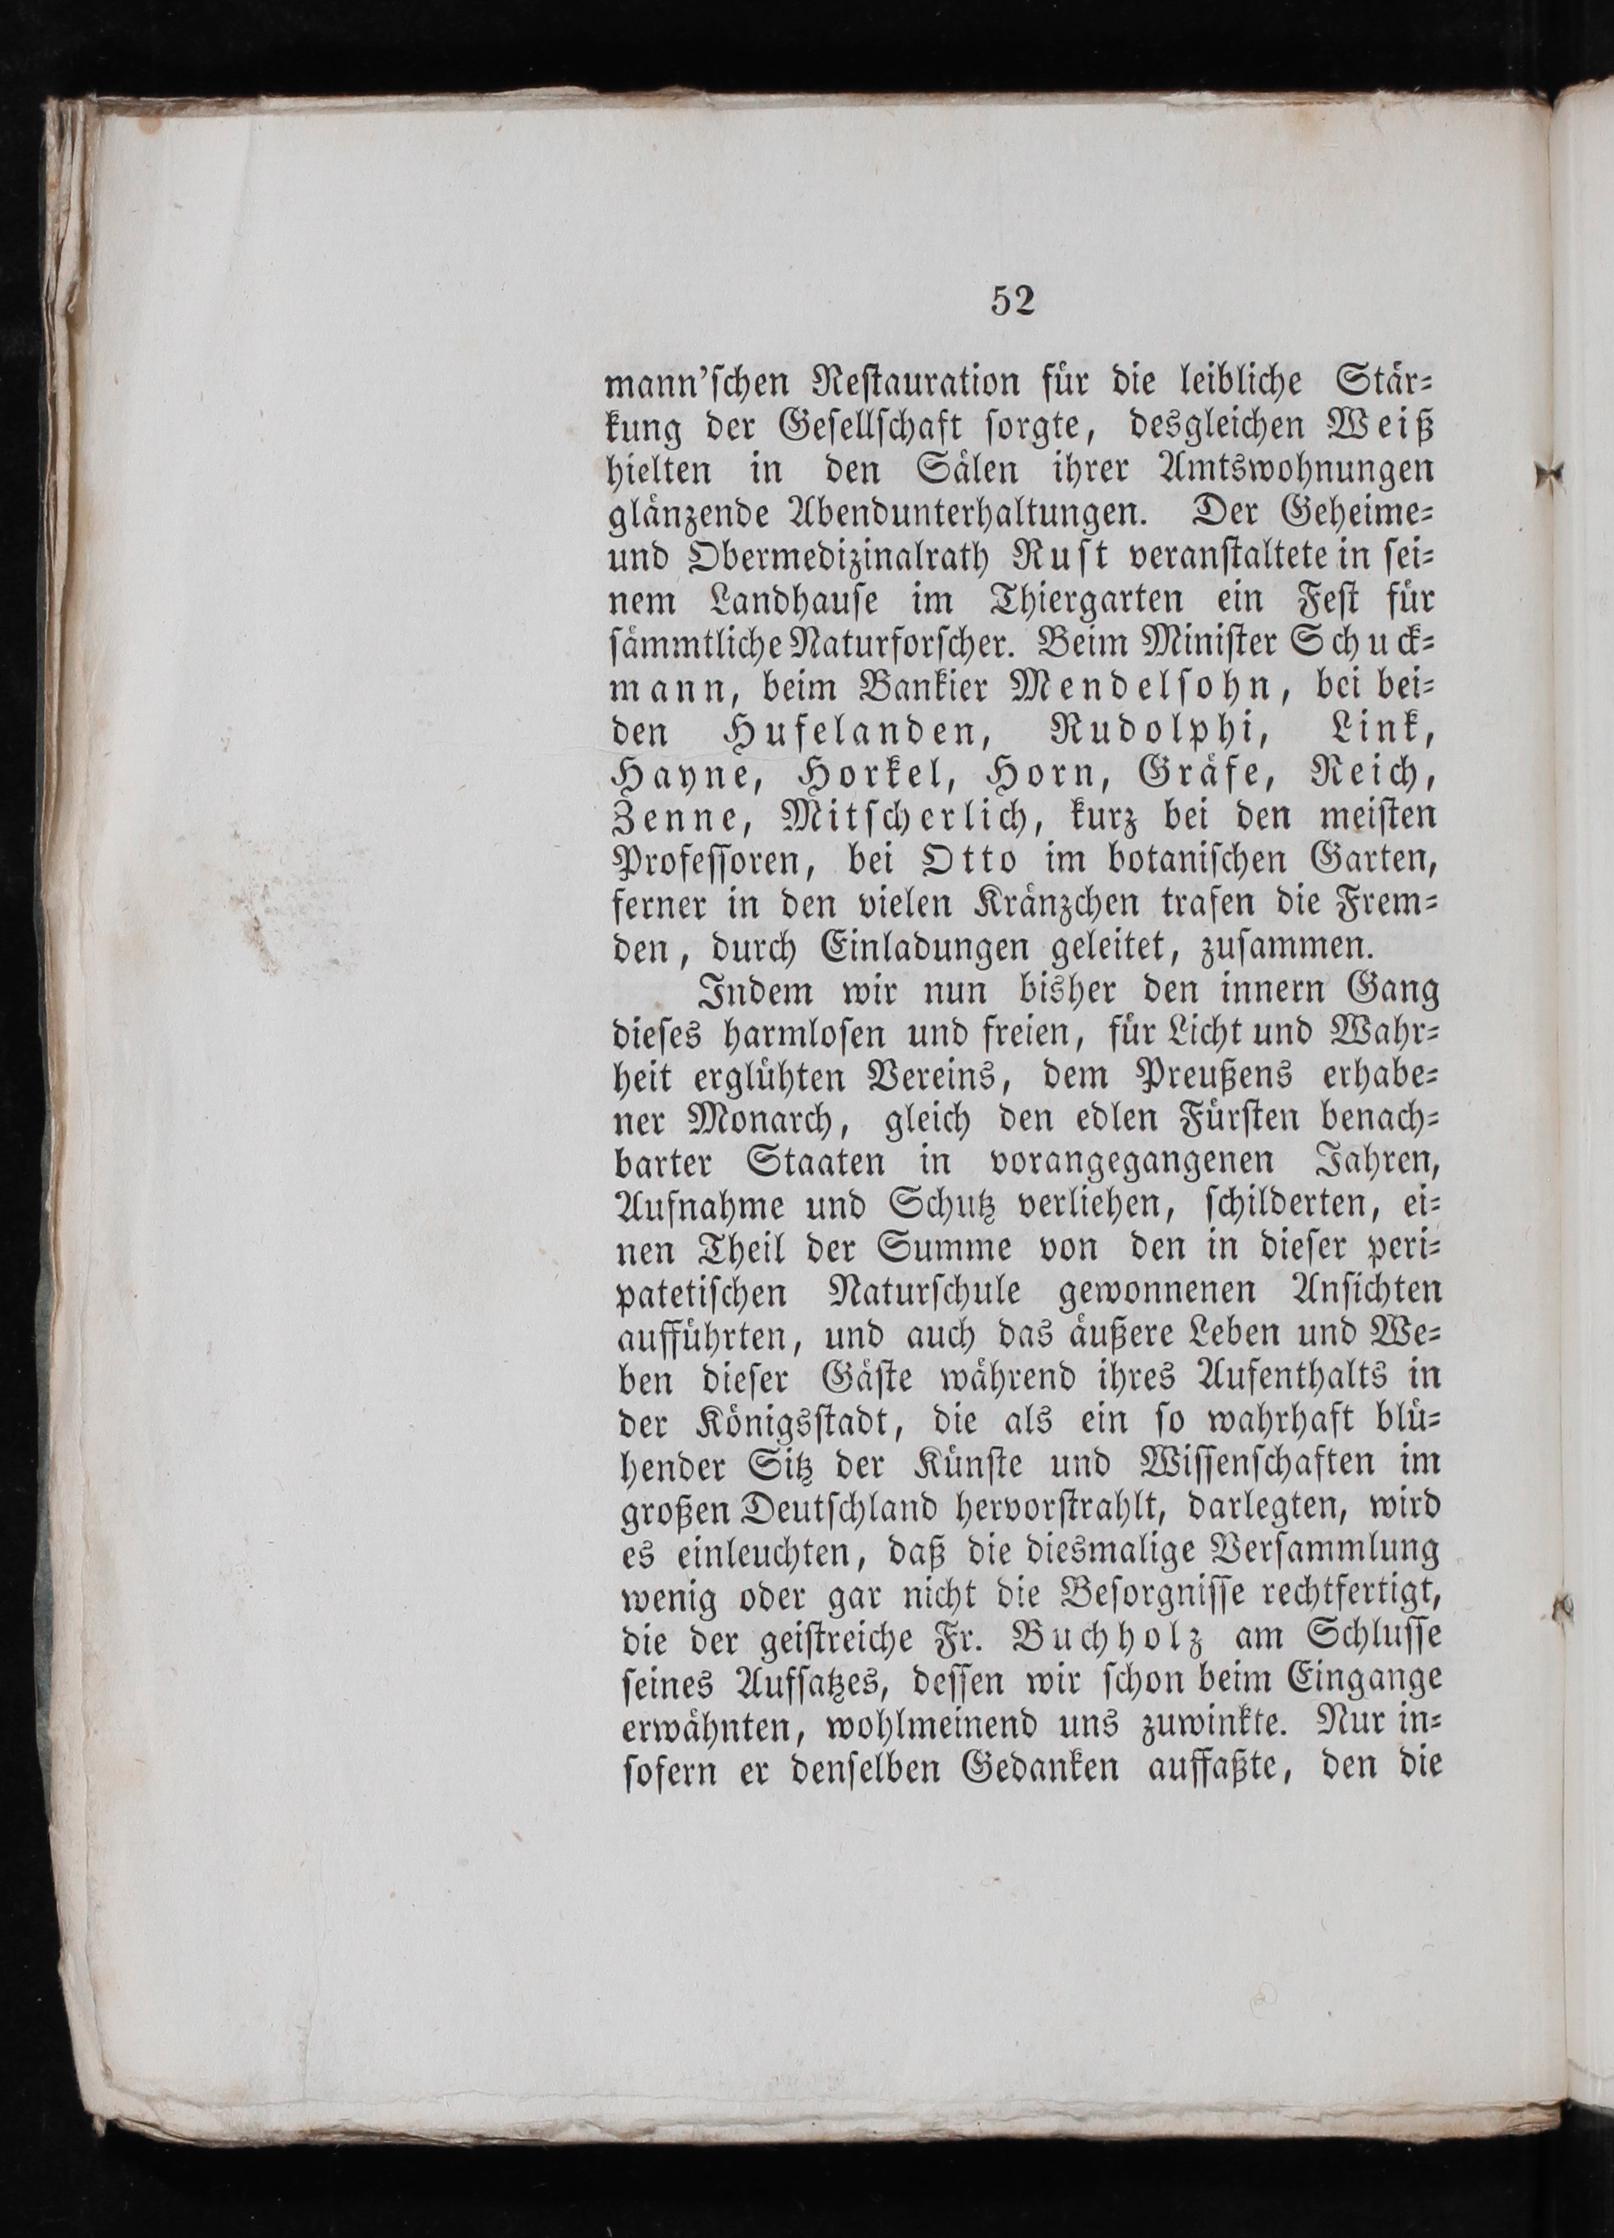 52
mann'ſchen Reſtauration für die leibliche Stär⸗
kung der Geſellſchaft ſorgte, desgleichen Weiß
hielten in den Sälen ihrer Amtswohnungen
glänzende Abendunterhaltungen. Der Geheime⸗
und Obermedizinalrath Ruſt veranſtaltete in ſei⸗
nem Landhauſe im Thiergarten ein Feſt für
ſämmtliche Naturforſcher. Beim Miniſter Schuck⸗
mann, beim Bankier Mendelſohn, bei bei⸗
den Hufelanden, Rudolphi, Link,
Hayne, Horkel, Horn, Gräfe, Reich,
Zenne, Mitſcherlich, kurz bei den meiſten
Profeſſoren, bei Otto im botaniſchen Garten,
ferner in den vielen Kränzchen trafen die Frem⸗
den, durch Einladungen geleitet, zuſammen.
Indem wir nun bisher den innern Gang
dieſes harmloſen und freien, für Licht und Wahr⸗
heit erglühten Vereins, dem Preußens erhabe⸗
ner Monarch, gleich den edlen Fürſten benach⸗
barter Staaten in vorangegangenen Jahren,
Aufnahme und Schutz verliehen, ſchilderten, ei⸗
nen Theil der Summe von den in dieſer peri⸗
patetiſchen Naturſchule gewonnenen Anſichten
aufführten, und auch das äußere Leben und We⸗
ben dieſer Gäſte während ihres Aufenthalts in
der Königsſtadt, die als ein ſo wahrhaft blü⸗
hender Sitz der Künſte und Wiſſenſchaften im
großen Deutſchland hervorſtrahlt, darlegten, wird
es einleuchten, daß die diesmalige Verſammlung
wenig oder gar nicht die Beſorgniſſe rechtfertigt,
die der geiſtreiche Fr. Buchholz am Schluſſe
ſeines Aufſatzes, deſſen wir ſchon beim Eingange
erwähnten, wohlmeinend uns zuwinkte. Nur in⸗
ſofern er denſelben Gedanken auffaßte, den die